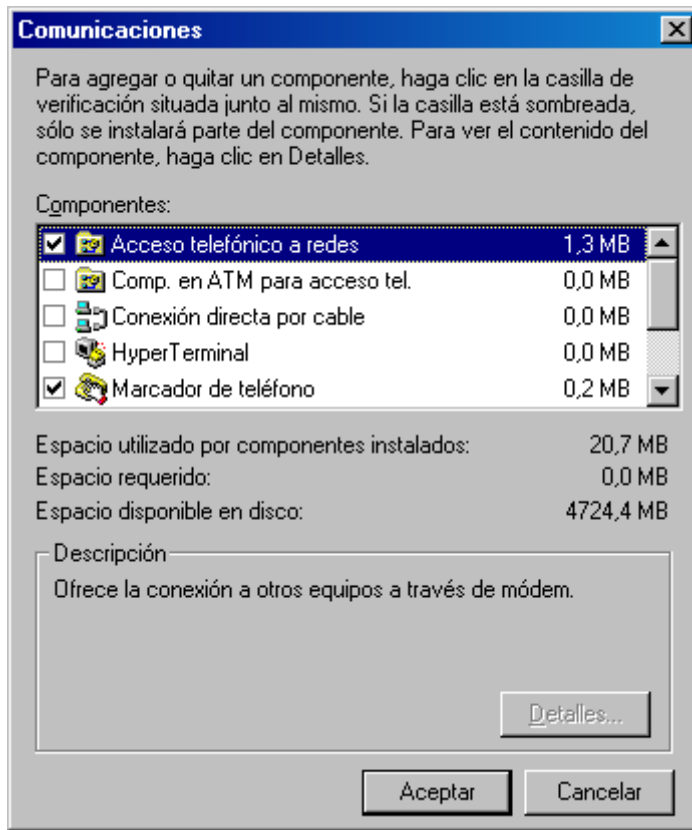 Comunicaciones
Para agregar o quitar un componente, haga clic en la casilla de
verificación situada junto al mismo. Si la casilla está sombreada,
sólo se instalará parte del componente. Para ver el contenido del
componente, haga clic en Detalles.
Componentes:
Acceso telefónico a redes 1,3 MB
Comp. en ATM para acceso tel. 0,0 MB
Conexión directa por cable 0,0 MB
HyperTerminal 0,0 MB
Marcador de teléfono 0,2 MB
Espacio utilizado por componentes instalados: 20,7 MB
Espacio requerido: 0,0 MB
Espacio disponible en disco: 4724,4 MB
Descripción
Ofrece la conexión a otros equipos a través de módem.
Detalles...
Aceptar Cancelar